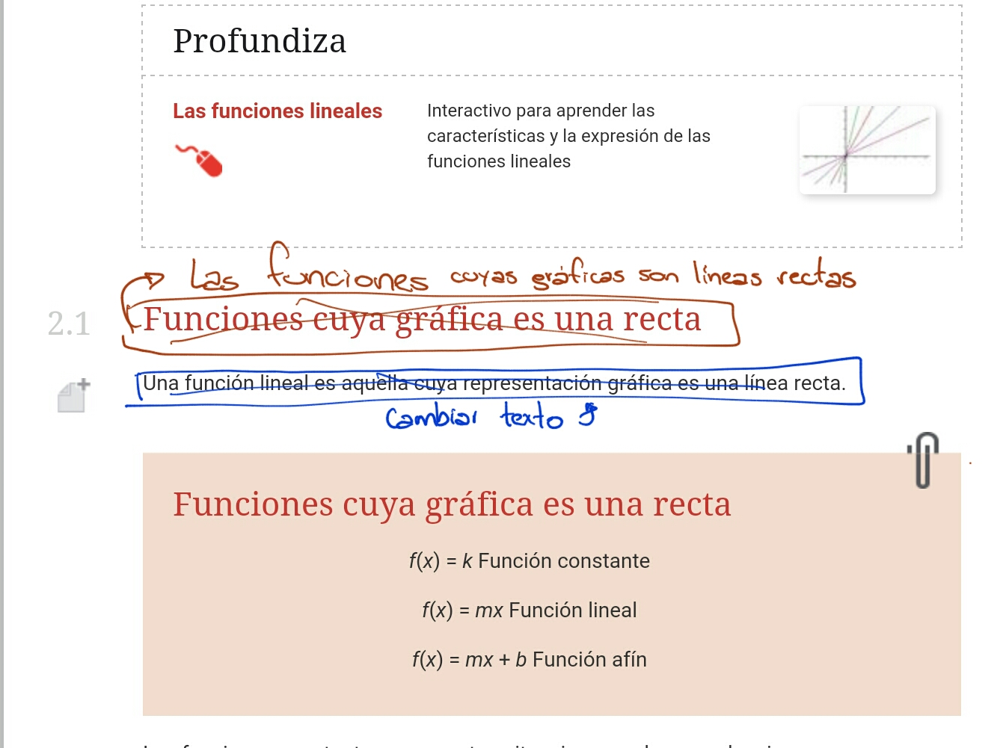 Profundiza
Las funciones lineales
Interactivo para aprender las
características y la expresión de las
funciones lineales
Las funciones cuyas gráficas son líneas rectas
2.1 Funciones cuya gráfica es una recta
Una función lineal es aquella cuya representación gráfica es una línea recta.
Cambiar texto
Funciones cuya gráfica es una recta
f(x) = k Función constante
f(x) = mx Función lineal
f(x) = mx + b Función afín